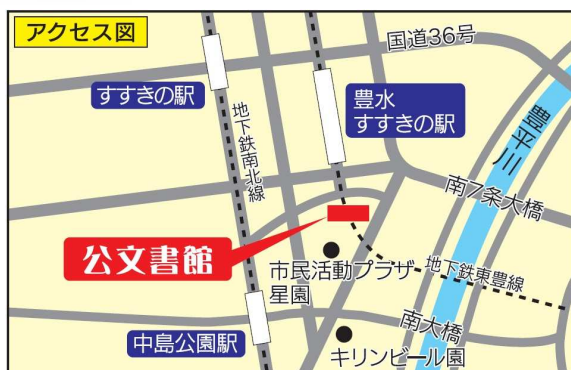 アクセス図
国道36号
すすきの駅
豊水
すすきの駅
地下鉄南北線
豊平川
南7条大橋
公文書館
市民活動プラザ
星園
地下鉄東豊線
中島公園駅
南大橋
キリンビール園